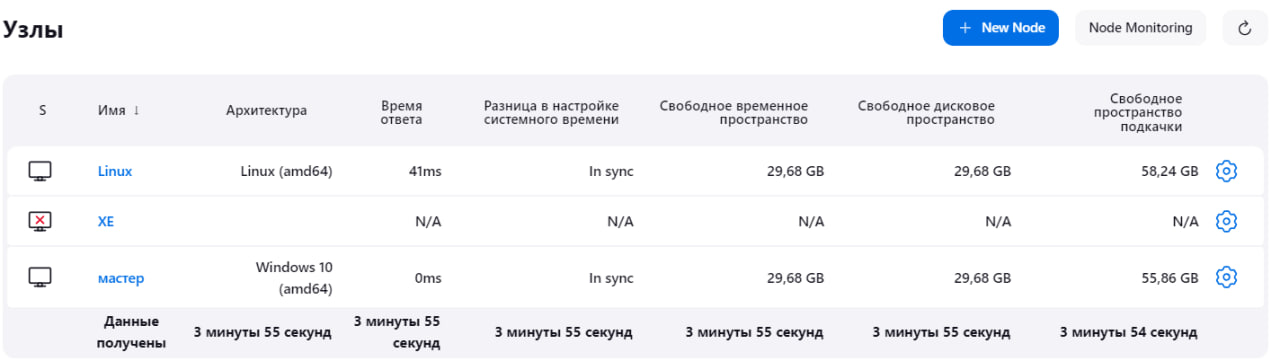 Узлы
+ New Node
Node Monitoring
S
Имя ↓
Архитектура
Время
ответа
Разница в настройке
системного времени
Свободное временное
пространство
Свободное дисковое
пространство
Свободное
пространство
подкачки
Linux
Linux (amd64)
41ms
In sync
29,68 GB
29,68 GB
58,24 GB
XE
N/A
N/A
N/A
N/A
N/A
мастер
Windows 10
(amd64)
0ms
In sync
29,68 GB
29,68 GB
55,86 GB
Данные
получены
3 минуты 55 секунд
3 минуты 55
секунд
3 минуты 55 секунд
3 минуты 55 секунд
3 минуты 55 секунд
3 минуты 54 секунд